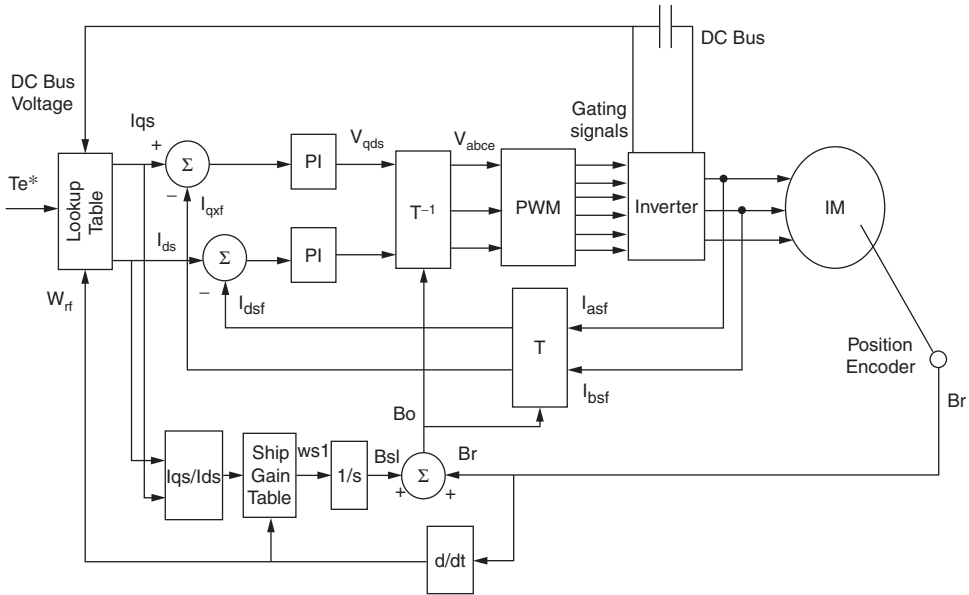 DC Bus
DC Bus
Voltage
Gating
signals
Iqs
+
Σ
−
Iqxf
PI
Vqds
Vabce
Te*
Lookup
Table
T−1
PWM
Inverter
IM
Ids
Σ
−
Idsf
PI
Wrf
T
Iasf
Ibsf
Position
Encoder
Br
Bo
Iqs/Ids
Ship
Gain
Table
ws1
1/s
Bsl
+
Σ
+
Br
d/dt